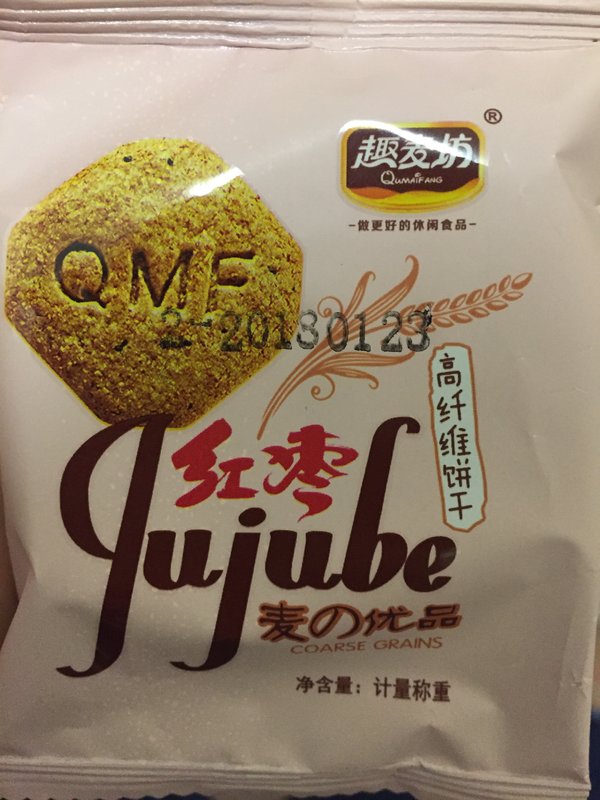 ®
趣麦坊
QUMAIFANG
-做更好的休闲食品-
QMF
2-20180123
高纤维饼干
红枣
Jujube
麦の优品
COARSE GRAINS
净含量：计量称重